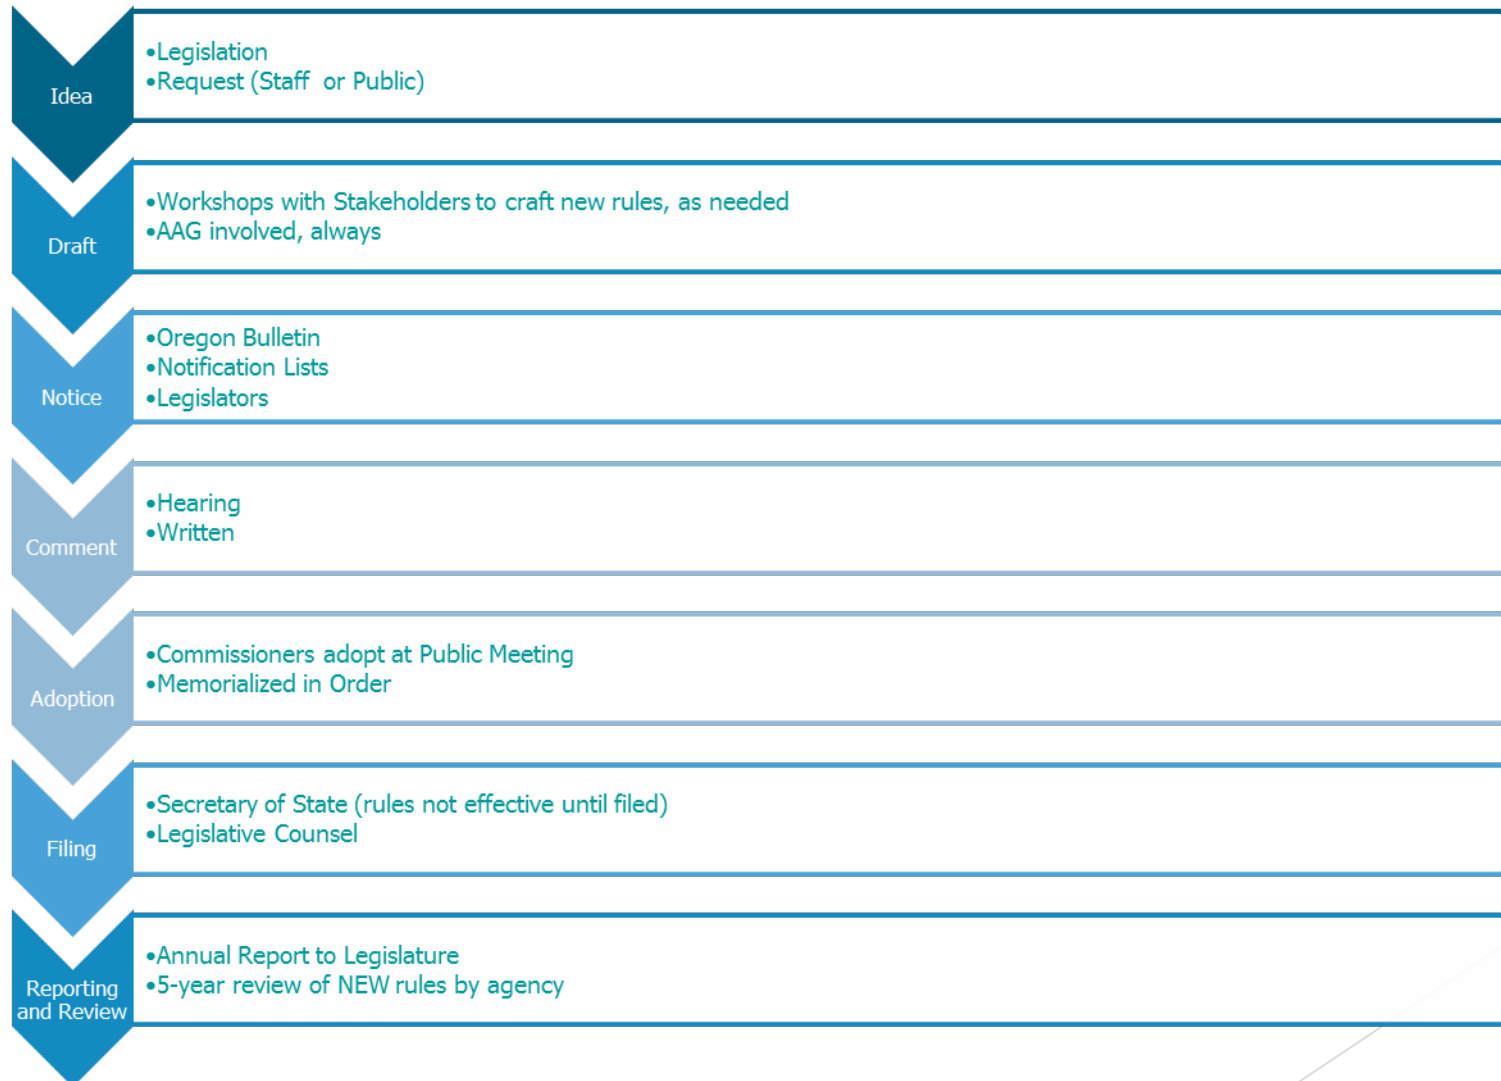 Idea
•Legislation
•Request (Staff or Public)
Draft
•Workshops with Stakeholders to craft new rules, as needed
•AAG involved, always
Notice
•Oregon Bulletin
•Notification Lists
•Legislators
Comment
•Hearing
•Written
Adoption
•Commissioners adopt at Public Meeting
•Memorialized in Order
Filing
•Secretary of State (rules not effective until filed)
•Legislative Counsel
Reporting
and Review
•Annual Report to Legislature
•5-year review of NEW rules by agency